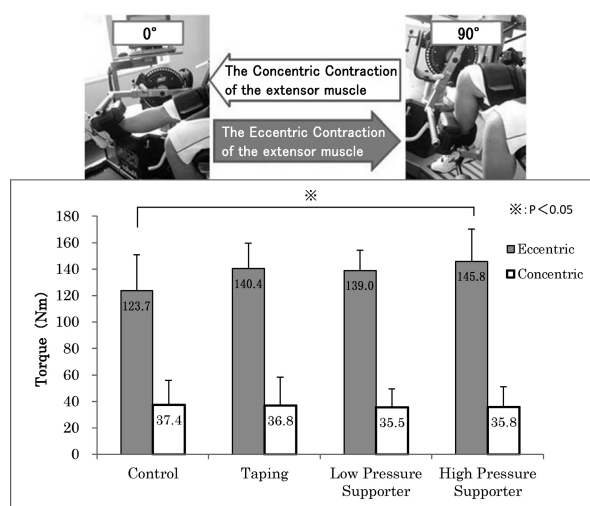 0°
90°
The Concentric Contraction
of the extensor muscle
The Eccentric Contraction
of the extensor muscle
※
※:P＜0.05
Eccentric
Concentric
Torque (Nm)
180
160
140
120
100
80
60
40
20
0
123.7
37.4
140.4
36.8
139.0
35.5
145.8
35.8
Control
Taping
Low Pressure
Supporter
High Pressure
Supporter